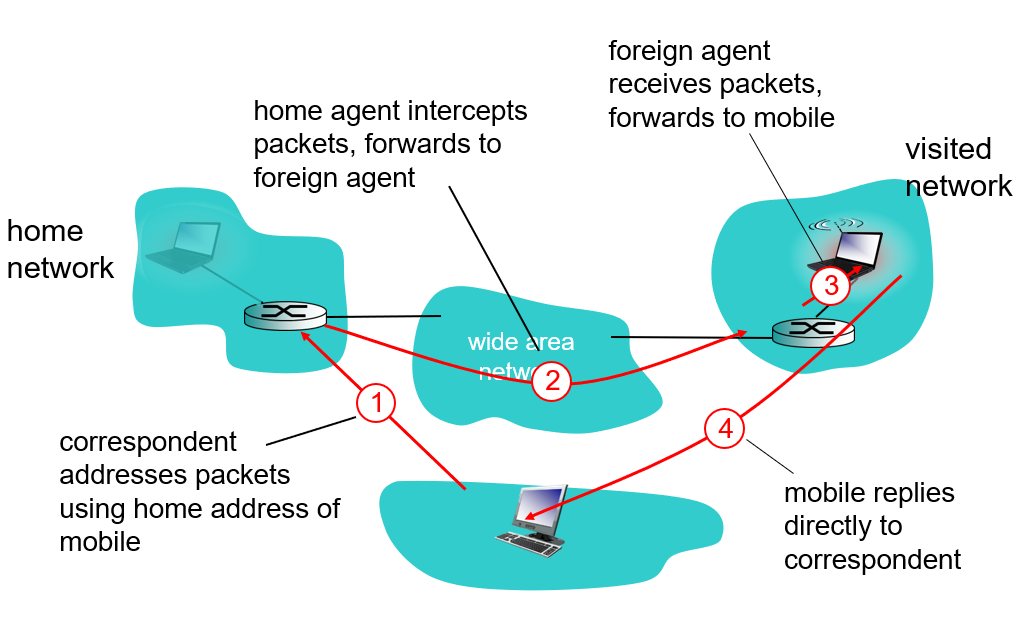 foreign agent
receives packets,
forwards to mobile
home agent intercepts
packets, forwards to
foreign agent
visited
network
home
network
3
wide area
network
2
1
4
correspondent
addresses packets
using home address of
mobile
mobile replies
directly to
correspondent